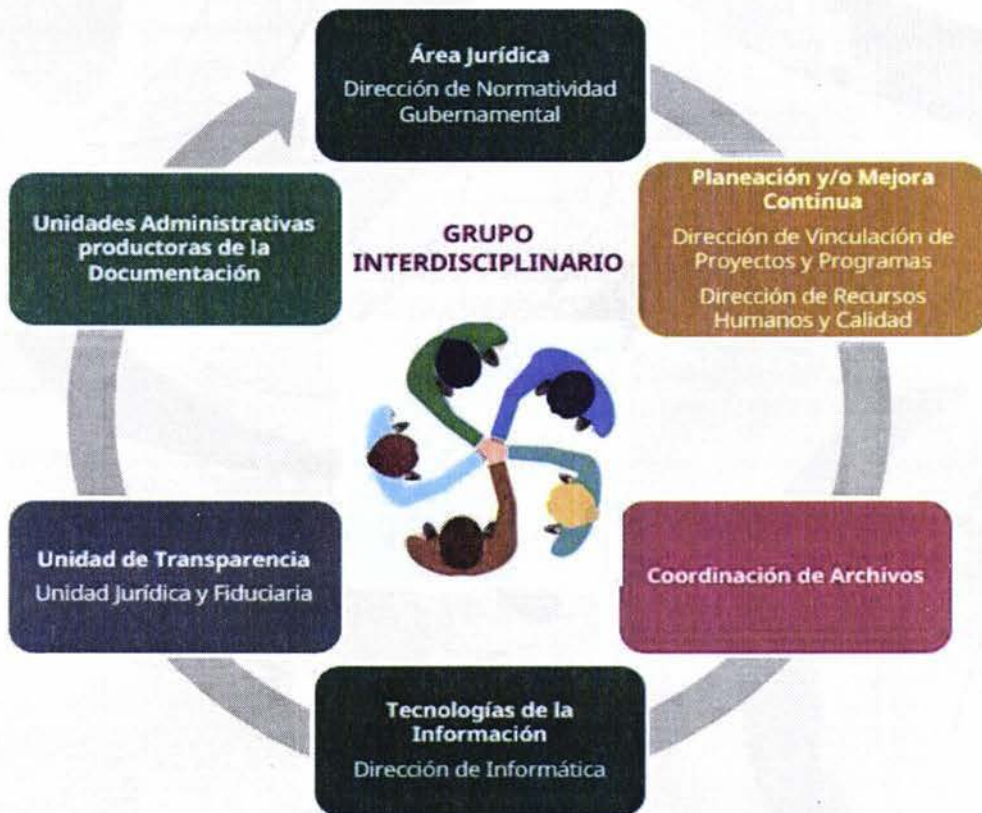 Área Jurídica
Dirección de Normatividad
Gubernamental
Planeación y/o Mejora
Continua
Dirección de Vinculación de
Proyectos y Programas
Dirección de Recursos
Humanos y Calidad
GRUPO
INTERDISCIPLINARIO
Unidades Administrativas
productoras de la
Documentación
Coordinación de Archivos
Unidad de Transparencia
Unidad Jurídica y Fiduciaria
Tecnologías de la
Información
Dirección de Informática